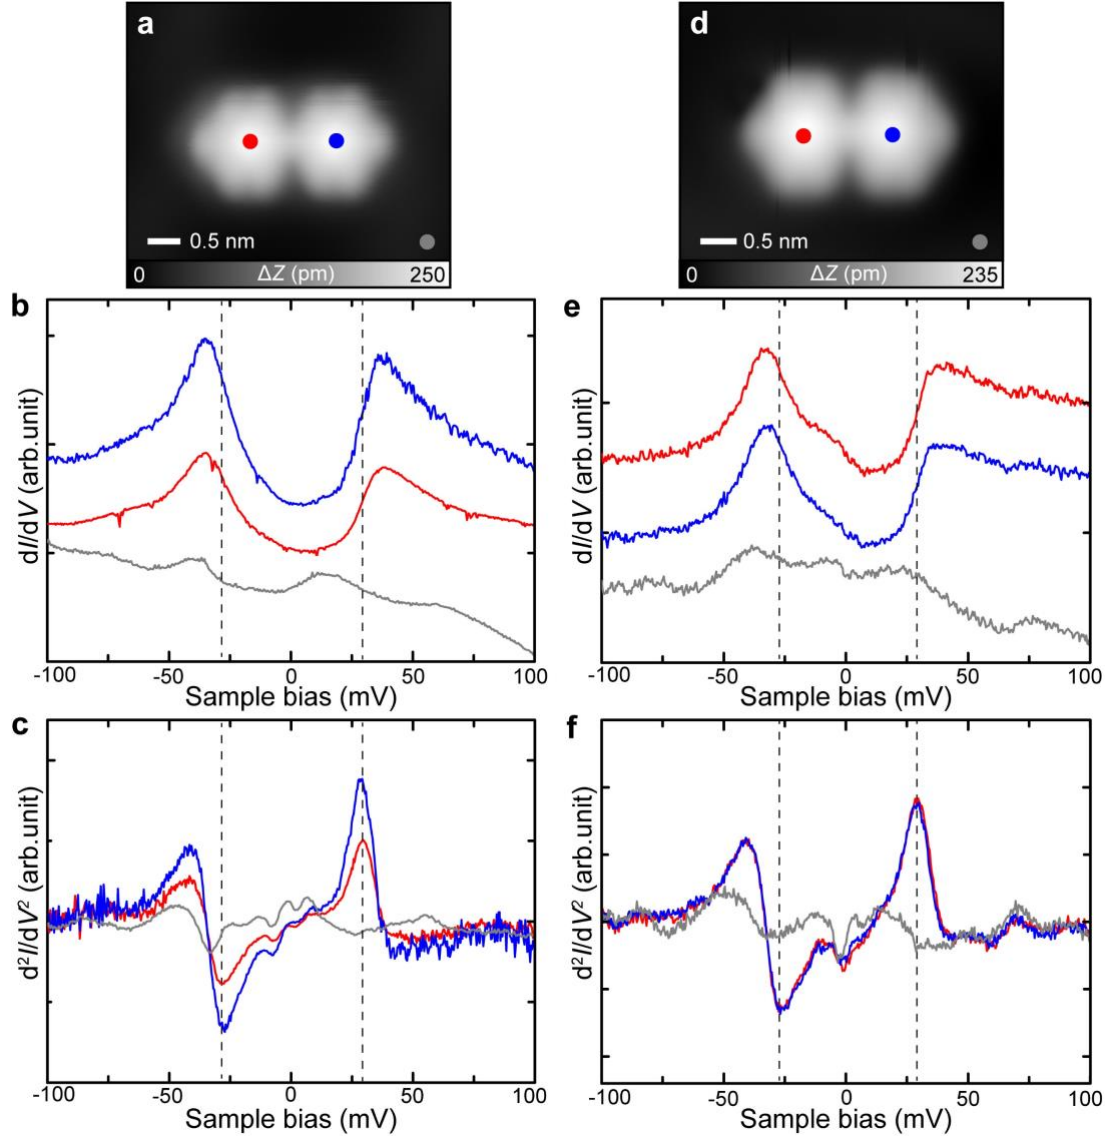 a
0.5 nm
0 ΔZ (pm) 250
d
0.5 nm
0 ΔZ (pm) 235
b
dI/dV (arb.unit)
-100 -50 0 50 100
Sample bias (mV)
e
dI/dV (arb.unit)
-100 -50 0 50 100
Sample bias (mV)
c
d²I/dV² (arb.unit)
-100 -50 0 50 100
Sample bias (mV)
f
d²I/dV² (arb.unit)
-100 -50 0 50 100
Sample bias (mV)